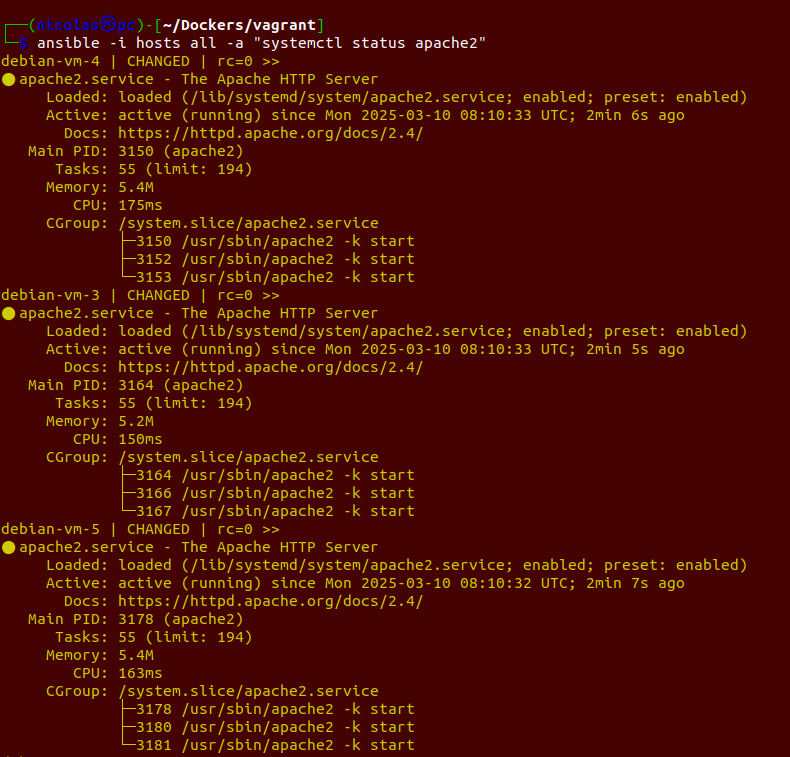 ┌──(nicolas㉿pc)-[~/Dockers/vagrant]
└─$ ansible -i hosts all -a "systemctl status apache2"
debian-vm-4 | CHANGED | rc=0 >>
● apache2.service - The Apache HTTP Server
     Loaded: loaded (/lib/systemd/system/apache2.service; enabled; preset: enabled)
     Active: active (running) since Mon 2025-03-10 08:10:33 UTC; 2min 6s ago
       Docs: https://httpd.apache.org/docs/2.4/
   Main PID: 3150 (apache2)
      Tasks: 55 (limit: 194)
     Memory: 5.4M
        CPU: 175ms
     CGroup: /system.slice/apache2.service
             ├─3150 /usr/sbin/apache2 -k start
             ├─3152 /usr/sbin/apache2 -k start
             └─3153 /usr/sbin/apache2 -k start
debian-vm-3 | CHANGED | rc=0 >>
● apache2.service - The Apache HTTP Server
     Loaded: loaded (/lib/systemd/system/apache2.service; enabled; preset: enabled)
     Active: active (running) since Mon 2025-03-10 08:10:33 UTC; 2min 5s ago
       Docs: https://httpd.apache.org/docs/2.4/
   Main PID: 3164 (apache2)
      Tasks: 55 (limit: 194)
     Memory: 5.2M
        CPU: 150ms
     CGroup: /system.slice/apache2.service
             ├─3164 /usr/sbin/apache2 -k start
             ├─3166 /usr/sbin/apache2 -k start
             └─3167 /usr/sbin/apache2 -k start
debian-vm-5 | CHANGED | rc=0 >>
● apache2.service - The Apache HTTP Server
     Loaded: loaded (/lib/systemd/system/apache2.service; enabled; preset: enabled)
     Active: active (running) since Mon 2025-03-10 08:10:32 UTC; 2min 7s ago
       Docs: https://httpd.apache.org/docs/2.4/
   Main PID: 3178 (apache2)
      Tasks: 55 (limit: 194)
     Memory: 5.4M
        CPU: 163ms
     CGroup: /system.slice/apache2.service
             ├─3178 /usr/sbin/apache2 -k start
             ├─3180 /usr/sbin/apache2 -k start
             └─3181 /usr/sbin/apache2 -k start